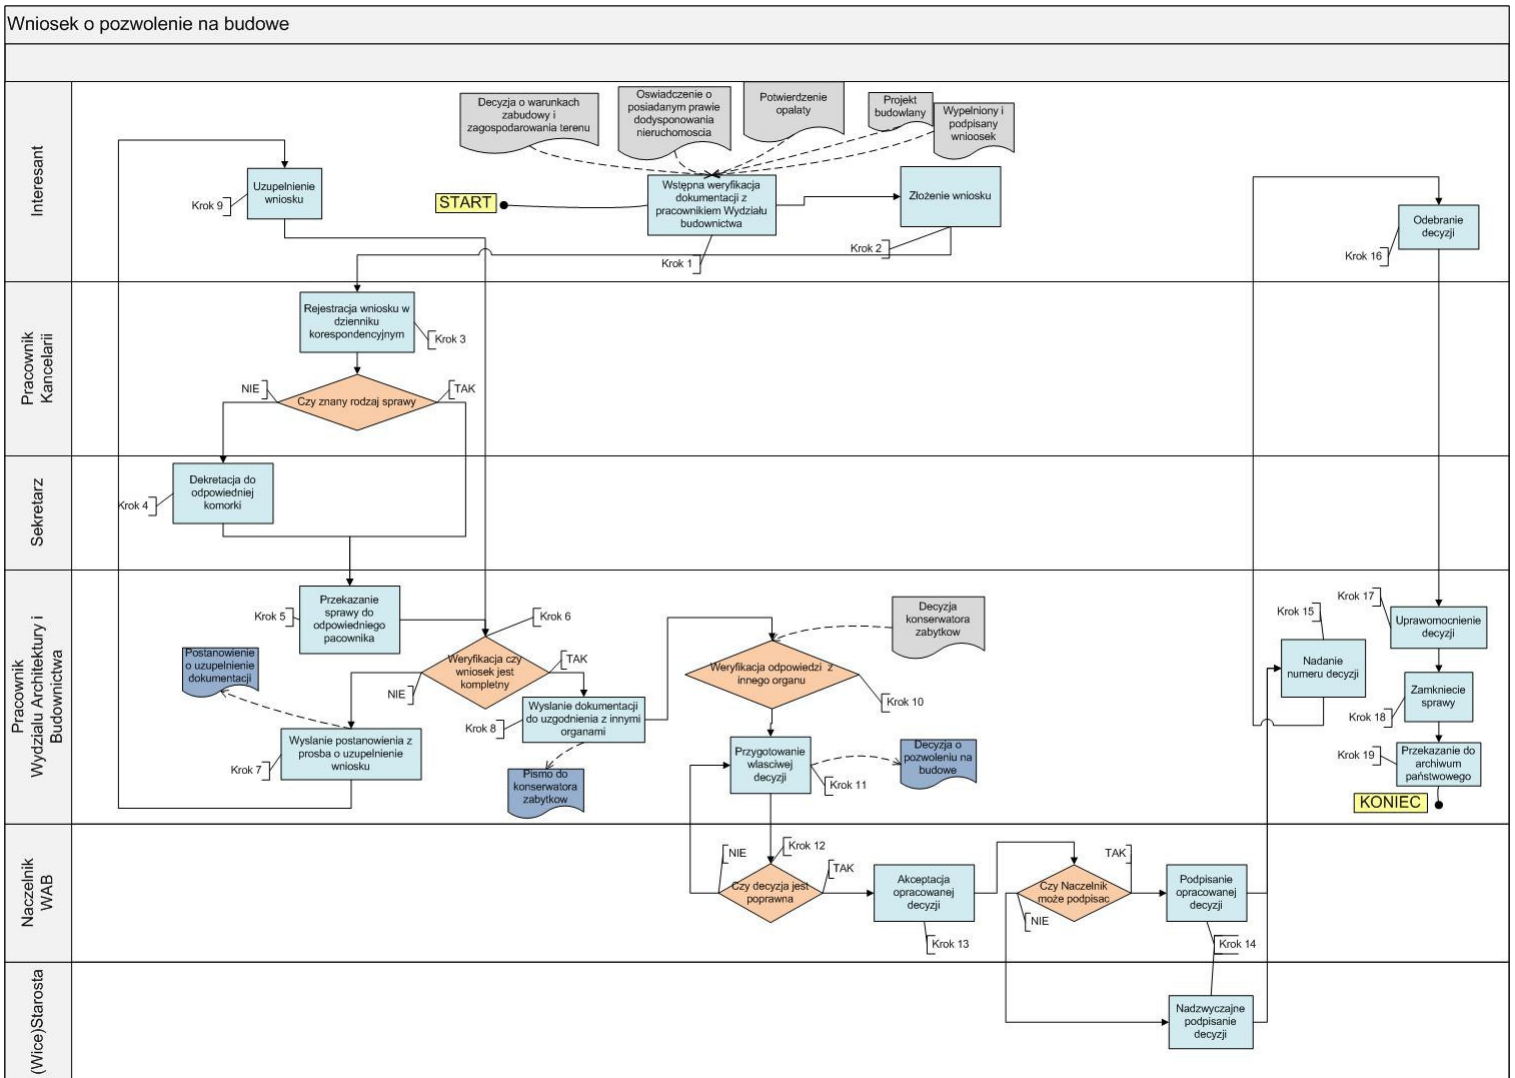 Wniosek o pozwolenie na budowe
Interesant
Decyzja o warunkach
zabudowy i
zagospodarowania terenu
Oswiadczenie o
posiadanym prawie
dodysponowania
nieruchomoscia
Potwierdzenie
opalaty
Projekt
budowlany
Wypelniony i
podpisany
wnioosek
Uzupelnienie
wniosku
Krok 9
START
Wstępna weryfikacja
dokumentacji z
pracownikiem Wydziału
budownictwa
Krok 1
Złożenie wniosku
Krok 2
Odebranie
decyzji
Krok 16
Pracownik
Kancelarii
Rejestracja wniosku w
dzienniku
korespondencyjnym
Krok 3
NIE
Czy znany rodzaj sprawy
TAK
Sekretarz
Dekretacja do
odpowiedniej
komorki
Krok 4
Pracownik
Wydzialu Architektury i
Budownictwa
Przekazanie
sprawy do
odpowiedniego
pacownika
Krok 5
Krok 6
Weryfikacja czy
wniosek jest
kompletny
TAK
NIE
Postanowienie
o uzupelnienie
dokumentacji
Wyslanie postanowienia z
prosba o uzupelnienie
wniosku
Krok 7
Wyslanie dokumentacji
do uzgodnienia z innymi
organami
Krok 8
Pismo do
konserwatora
zabytkow
Decyzja
konserwatora
zabytkow
Weryfikacja odpowiedzi z
innego organu
Krok 10
Przygotowanie
wlasciwej
decyzji
Krok 11
Decyzja o
pozwoleniu na
budowe
Krok 15
Nadanie
numeru decyzji
Krok 17
Uprawomocnienie
decyzji
Zamkniecie
sprawy
Krok 18
Przekazanie do
archiwum
państwowego
Krok 19
KONIEC
Naczelnik
WAB
NIE
Krok 12
Czy decyzja jest
poprawna
TAK
Akceptacja
opracowanej
decyzji
Krok 13
Czy Naczelnik
może podpisac
TAK
NIE
Podpisanie
opracowanej
decyzji
Krok 14
(Wice)Starosta
Nadzwyczajne
podpisanie
decyzji